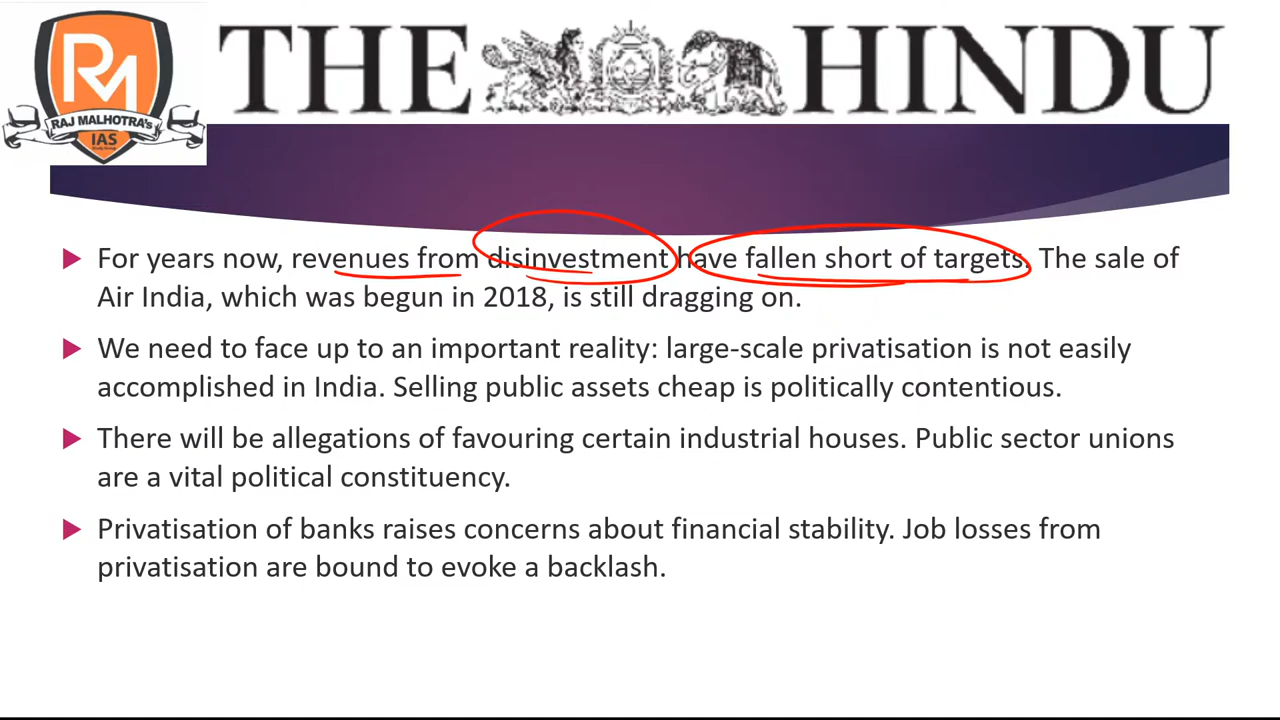 RM
RAJ MALHOTRA'S
IAS
Study Group
THE HINDU
For years now, revenues from disinvestment have fallen short of targets. The sale of
Air India, which was begun in 2018, is still dragging on.
We need to face up to an important reality: large-scale privatisation is not easily
accomplished in India. Selling public assets cheap is politically contentious.
There will be allegations of favouring certain industrial houses. Public sector unions
are a vital political constituency.
Privatisation of banks raises concerns about financial stability. Job losses from
privatisation are bound to evoke a backlash.